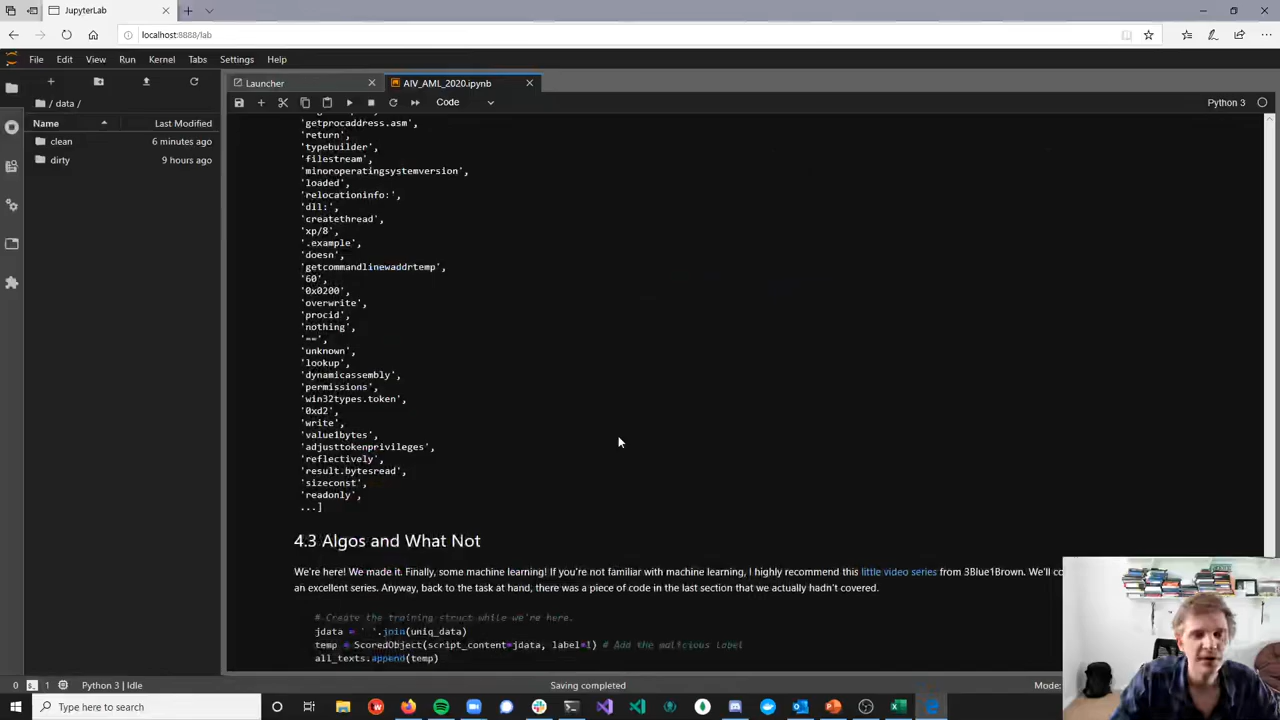 JupyterLab
localhost:8888/lab
File Edit View Run Kernel Tabs Settings Help
Launcher
AIV_AML_2020.ipynb
Code
Python 3
/ data /
Name
Last Modified
clean
6 minutes ago
dirty
9 hours ago
'getprocaddress.asm',
'return',
'typebuilder',
'filestream',
'minoroperatingsystemversion',
'loaded',
'relocationinfo:',
'dll:',
'createthread',
'xp/8',
'.example',
'doesn',
'getcommandlinewaddrtemp',
'60',
'0x0200',
'overwrite',
'procid',
'nothing',
'==',
'unknown',
'lookup',
'dynamicassembly',
'permissions',
'win32types.token',
'0xd2',
'write',
'value1bytes',
'adjusttokenprivileges',
'reflectively',
'result.bytesread',
'sizeconst',
'readonly',
...]
4.3 Algos and What Not
We're here! We made it. Finally, some machine learning! If you're not familiar with machine learning, I highly recommend this little video series from 3Blue1Brown. We'll
an excellent series. Anyway, back to the task at hand, there was a piece of code in the last section that we actually hadn't covered.
# Create the training struct while we're here.
jdata = ' '.join(uniq_data)
temp = ScoredObject(script_content=jdata, label=1) # Add the malicious label
all_texts.append(temp)
0
1
Python 3 | Idle
Saving completed
Mode:
Type here to search